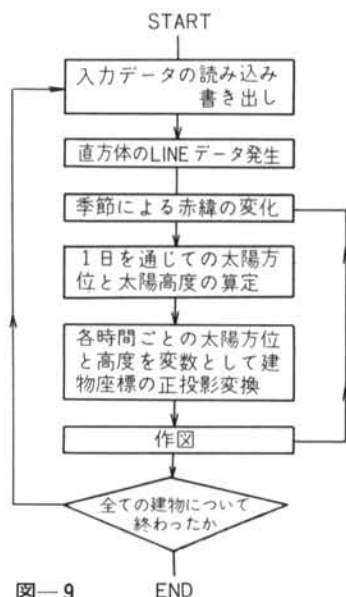 START
入力データの読み込み
書き出し
直方体のLINEデータ発生
季節による赤緯の変化
1日を通じての太陽方
位と太陽高度の算定
各時間ごとの太陽方位
と高度を変数として建
物座標の正投影変換
作図
全ての建物について
終わったか
図―9
END